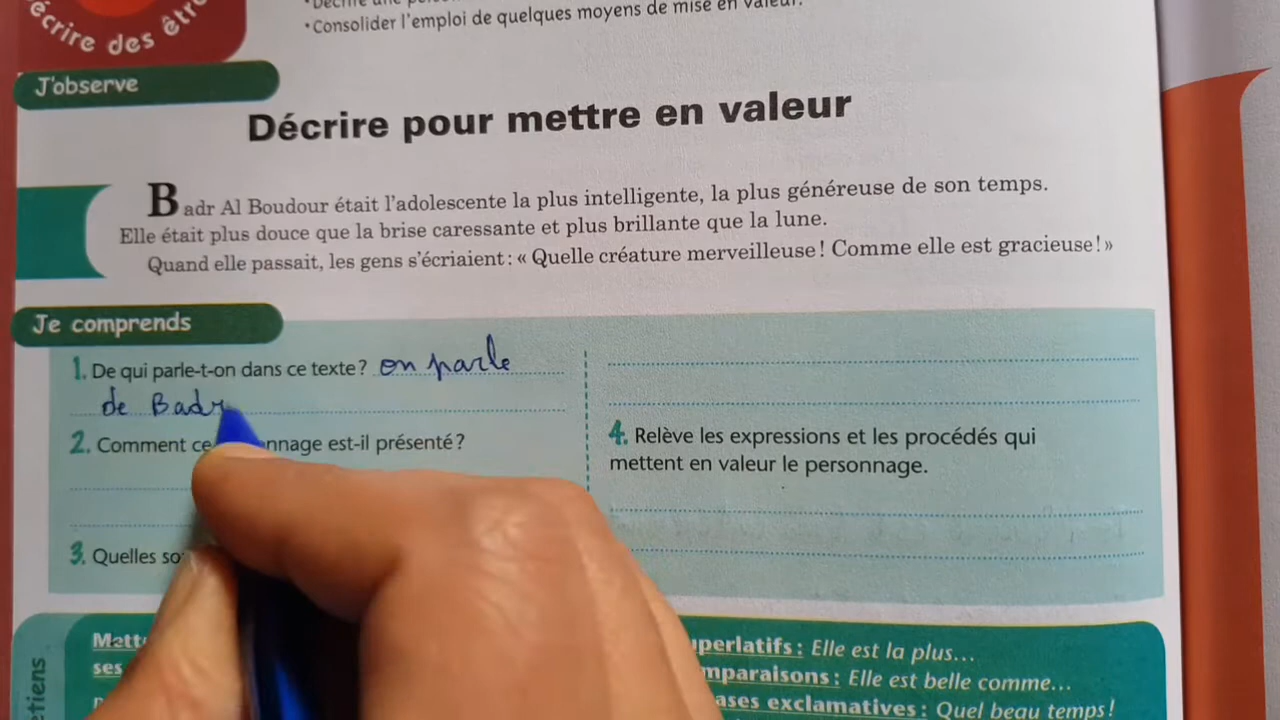 écrire des êtr
• Consolider l'emploi de quelques moyens de mise en valeur.
J'observe
Décrire pour mettre en valeur
Badr Al Boudour était l'adolescente la plus intelligente, la plus généreuse de son temps.
Elle était plus douce que la brise caressante et plus brillante que la lune.
Quand elle passait, les gens s'écriaient : « Quelle créature merveilleuse ! Comme elle est gracieuse ! »
Je comprends
1. De qui parle-t-on dans ce texte ? on parle
de Badr
2. Comment ce nnage est-il présenté ?
3. Quelles so
4. Relève les expressions et les procédés qui
mettent en valeur le personnage.
Mett
ses
tiens
perlatifs : Elle est la plus...
mparaisons : Elle est belle comme...
ases exclamatives : Quel beau temps !